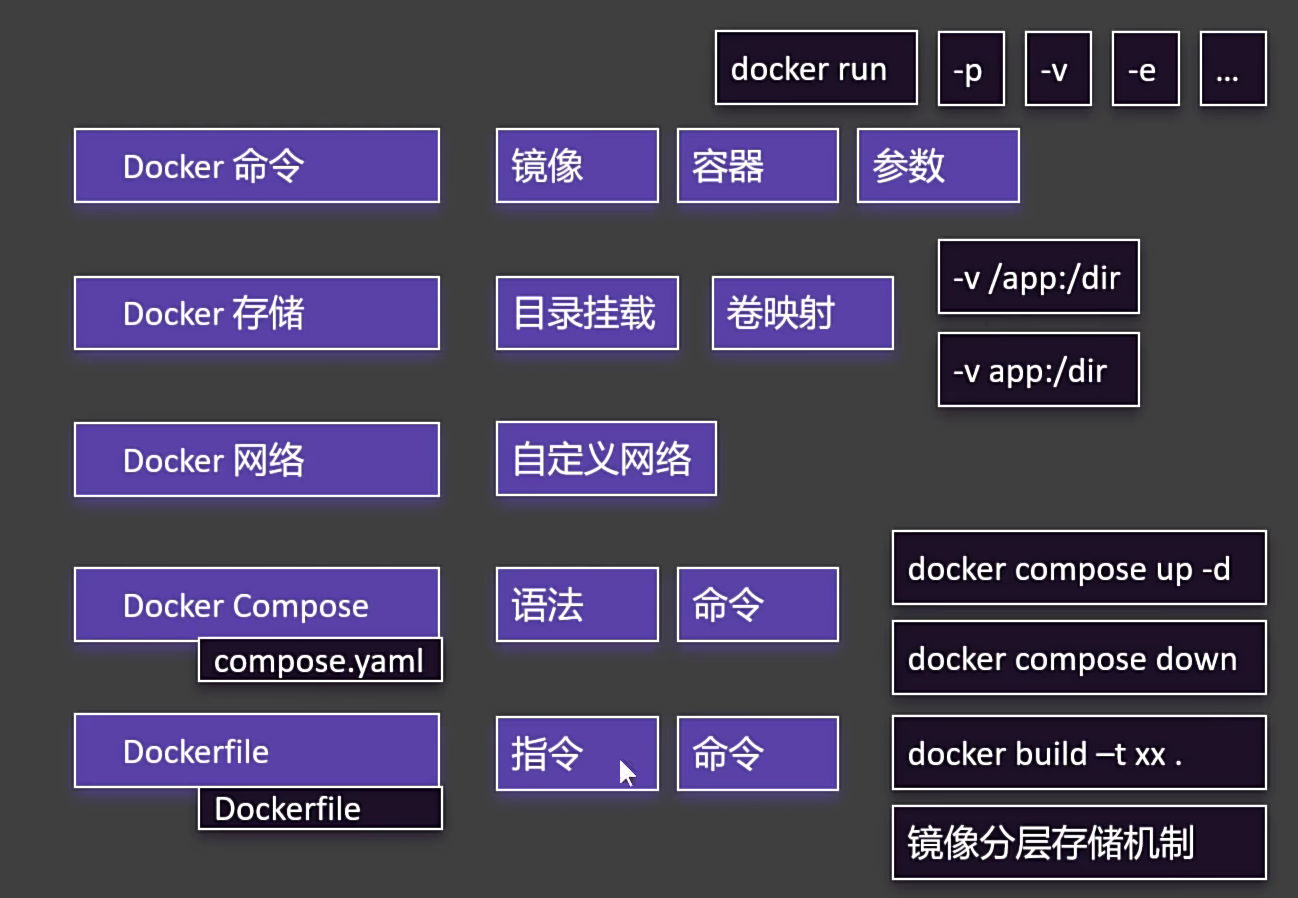 docker run
-p
-v
-e
...
Docker 命令
镜像
容器
参数
Docker 存储
目录挂载
卷映射
-v /app:/dir
-v app:/dir
Docker 网络
自定义网络
Docker Compose
compose.yaml
语法
命令
docker compose up -d
docker compose down
Dockerfile
Dockerfile
指令
命令
docker build –t xx .
镜像分层存储机制